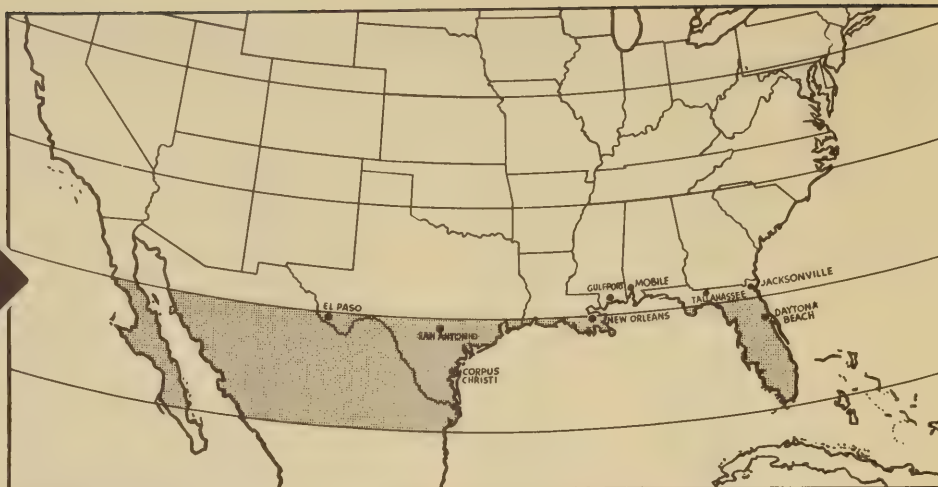 GULFPORT
MOBILE
JACKSONVILLE
TALLAHASSEE
EL PASO
NEW ORLEANS
DAYTONA
BEACH
SAN ANTONIO
CORPUS
CHRISTI